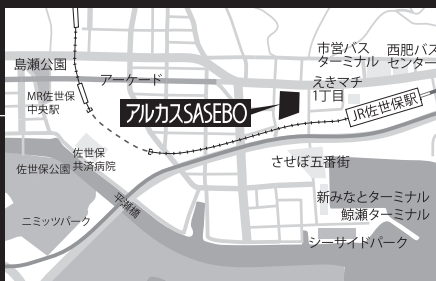 市営バス
ターミナル
西肥バス
センター
島瀬公園
アーケード
えきマチ
1丁目
MR佐世保
中央駅
アルカスSASEBO
JR佐世保駅
佐世保
共済病院
佐世保公園
させぼ五番街
平瀬橋
新みなとターミナル
鯨瀬ターミナル
ニミッツパーク
シーサイドパーク